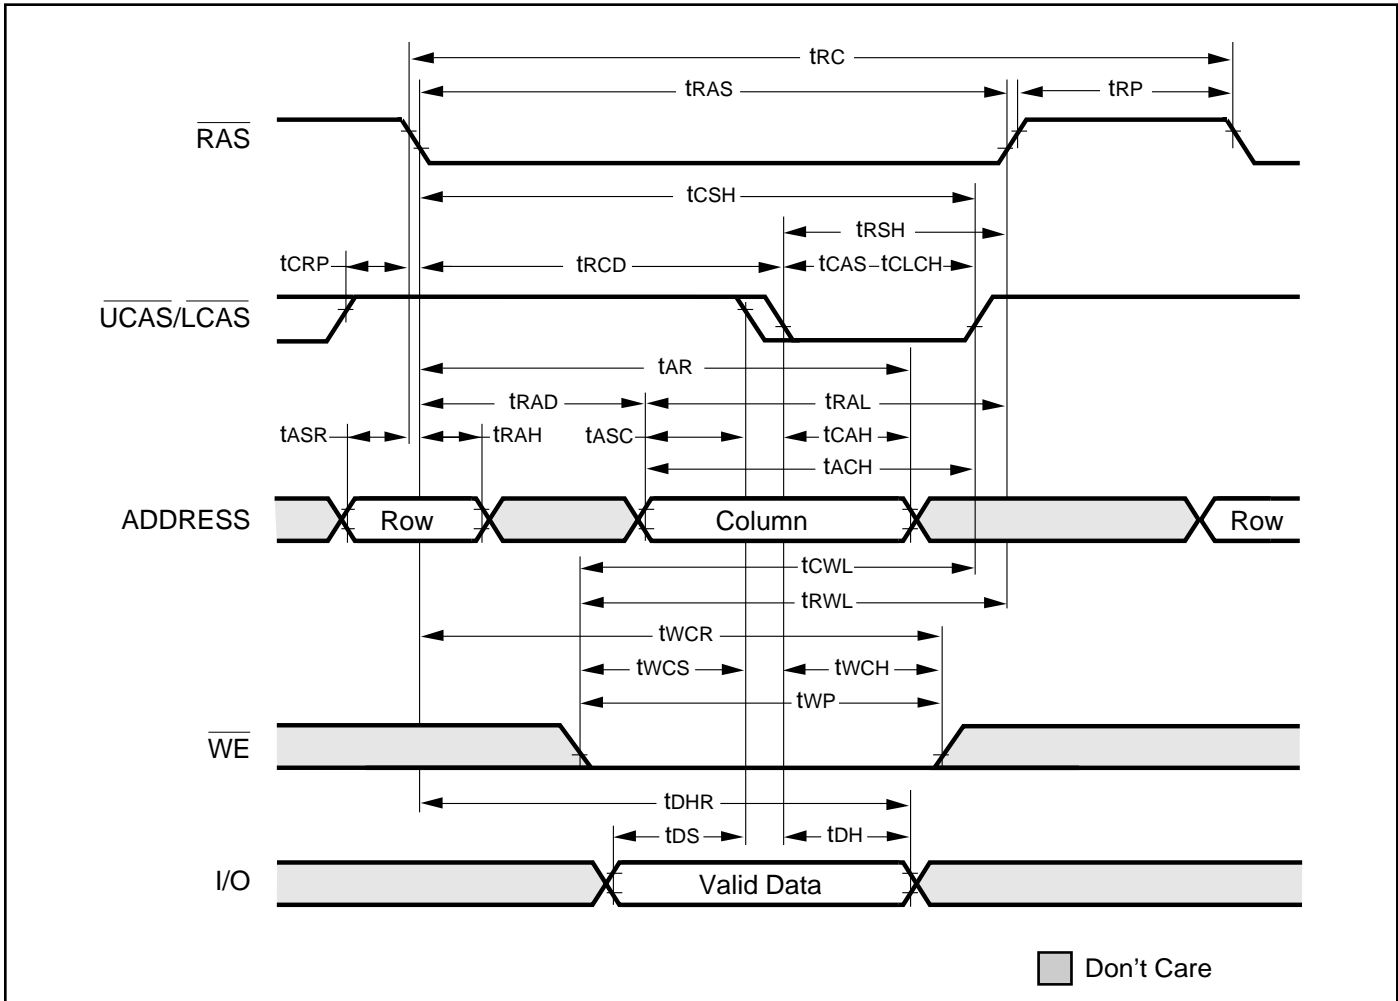 tRC
tRAS tRP
RAS
tCSH
tRSH
tCRP tRCD tCAS tCLCH
UCAS/LCAS
tAR
tRAD tRAL
tASR tRAH tASC tCAH
tACH
ADDRESS Row Column Row
tCWL
tRWL
tWCR
tWCS tWCH
tWP
WE
tDHR
tDS tDH
I/O Valid Data
Don't Care